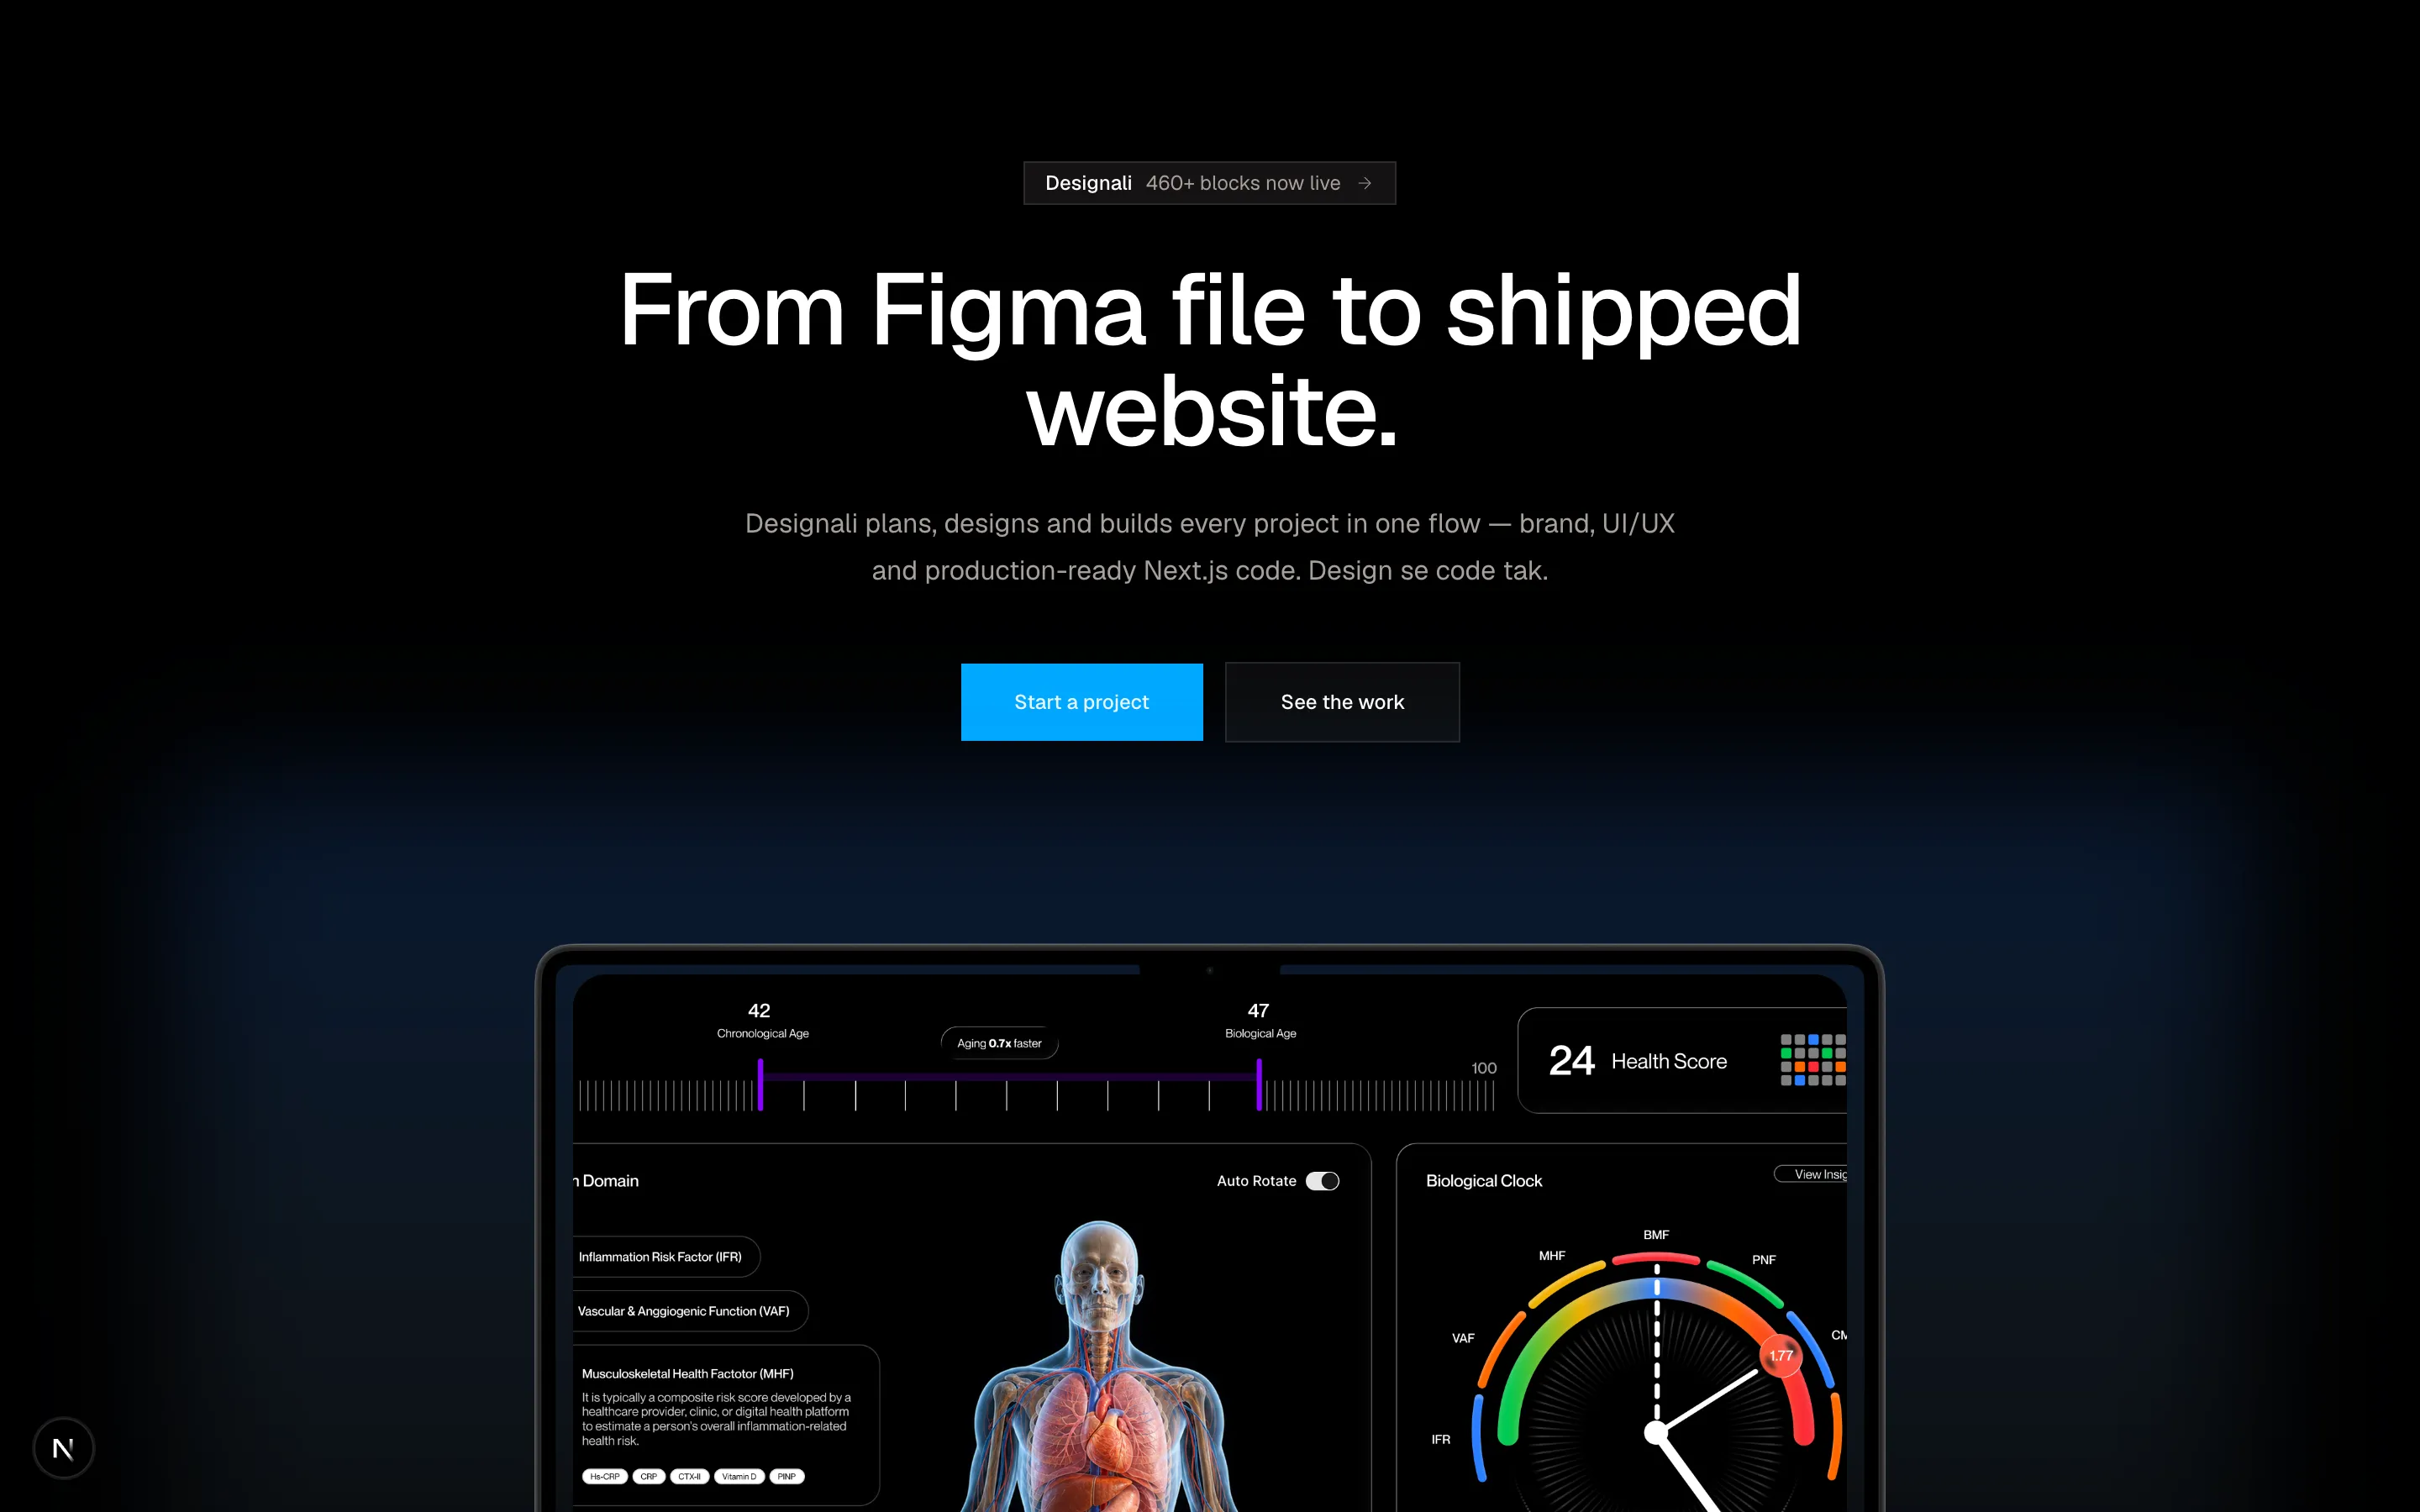 Designali 460+ blocks now live →
From Figma file to shipped
website.
Designali plans, designs and builds every project in one flow — brand, UI/UX
and production-ready Next.js code. Design se code tak.
Start a project
See the work
42
Chronological Age
Aging 0.7x faster
47
Biological Age
100
24 Health Score
n Domain
Auto Rotate
Inflammation Risk Factor (IFR)
Vascular & Anggiogenic Function (VAF)
Musculoskeletal Health Factotor (MHF)
It is typically a composite risk score developed by a
healthcare provider, clinic, or digital health platform
to estimate a person's overall inflammation-related
health risk.
Hs-CRP CRP CTX-II Vitamin D PINP
Biological Clock
View Insig
BMF
MHF
PNF
VAF
CM
1.77
IFR
N